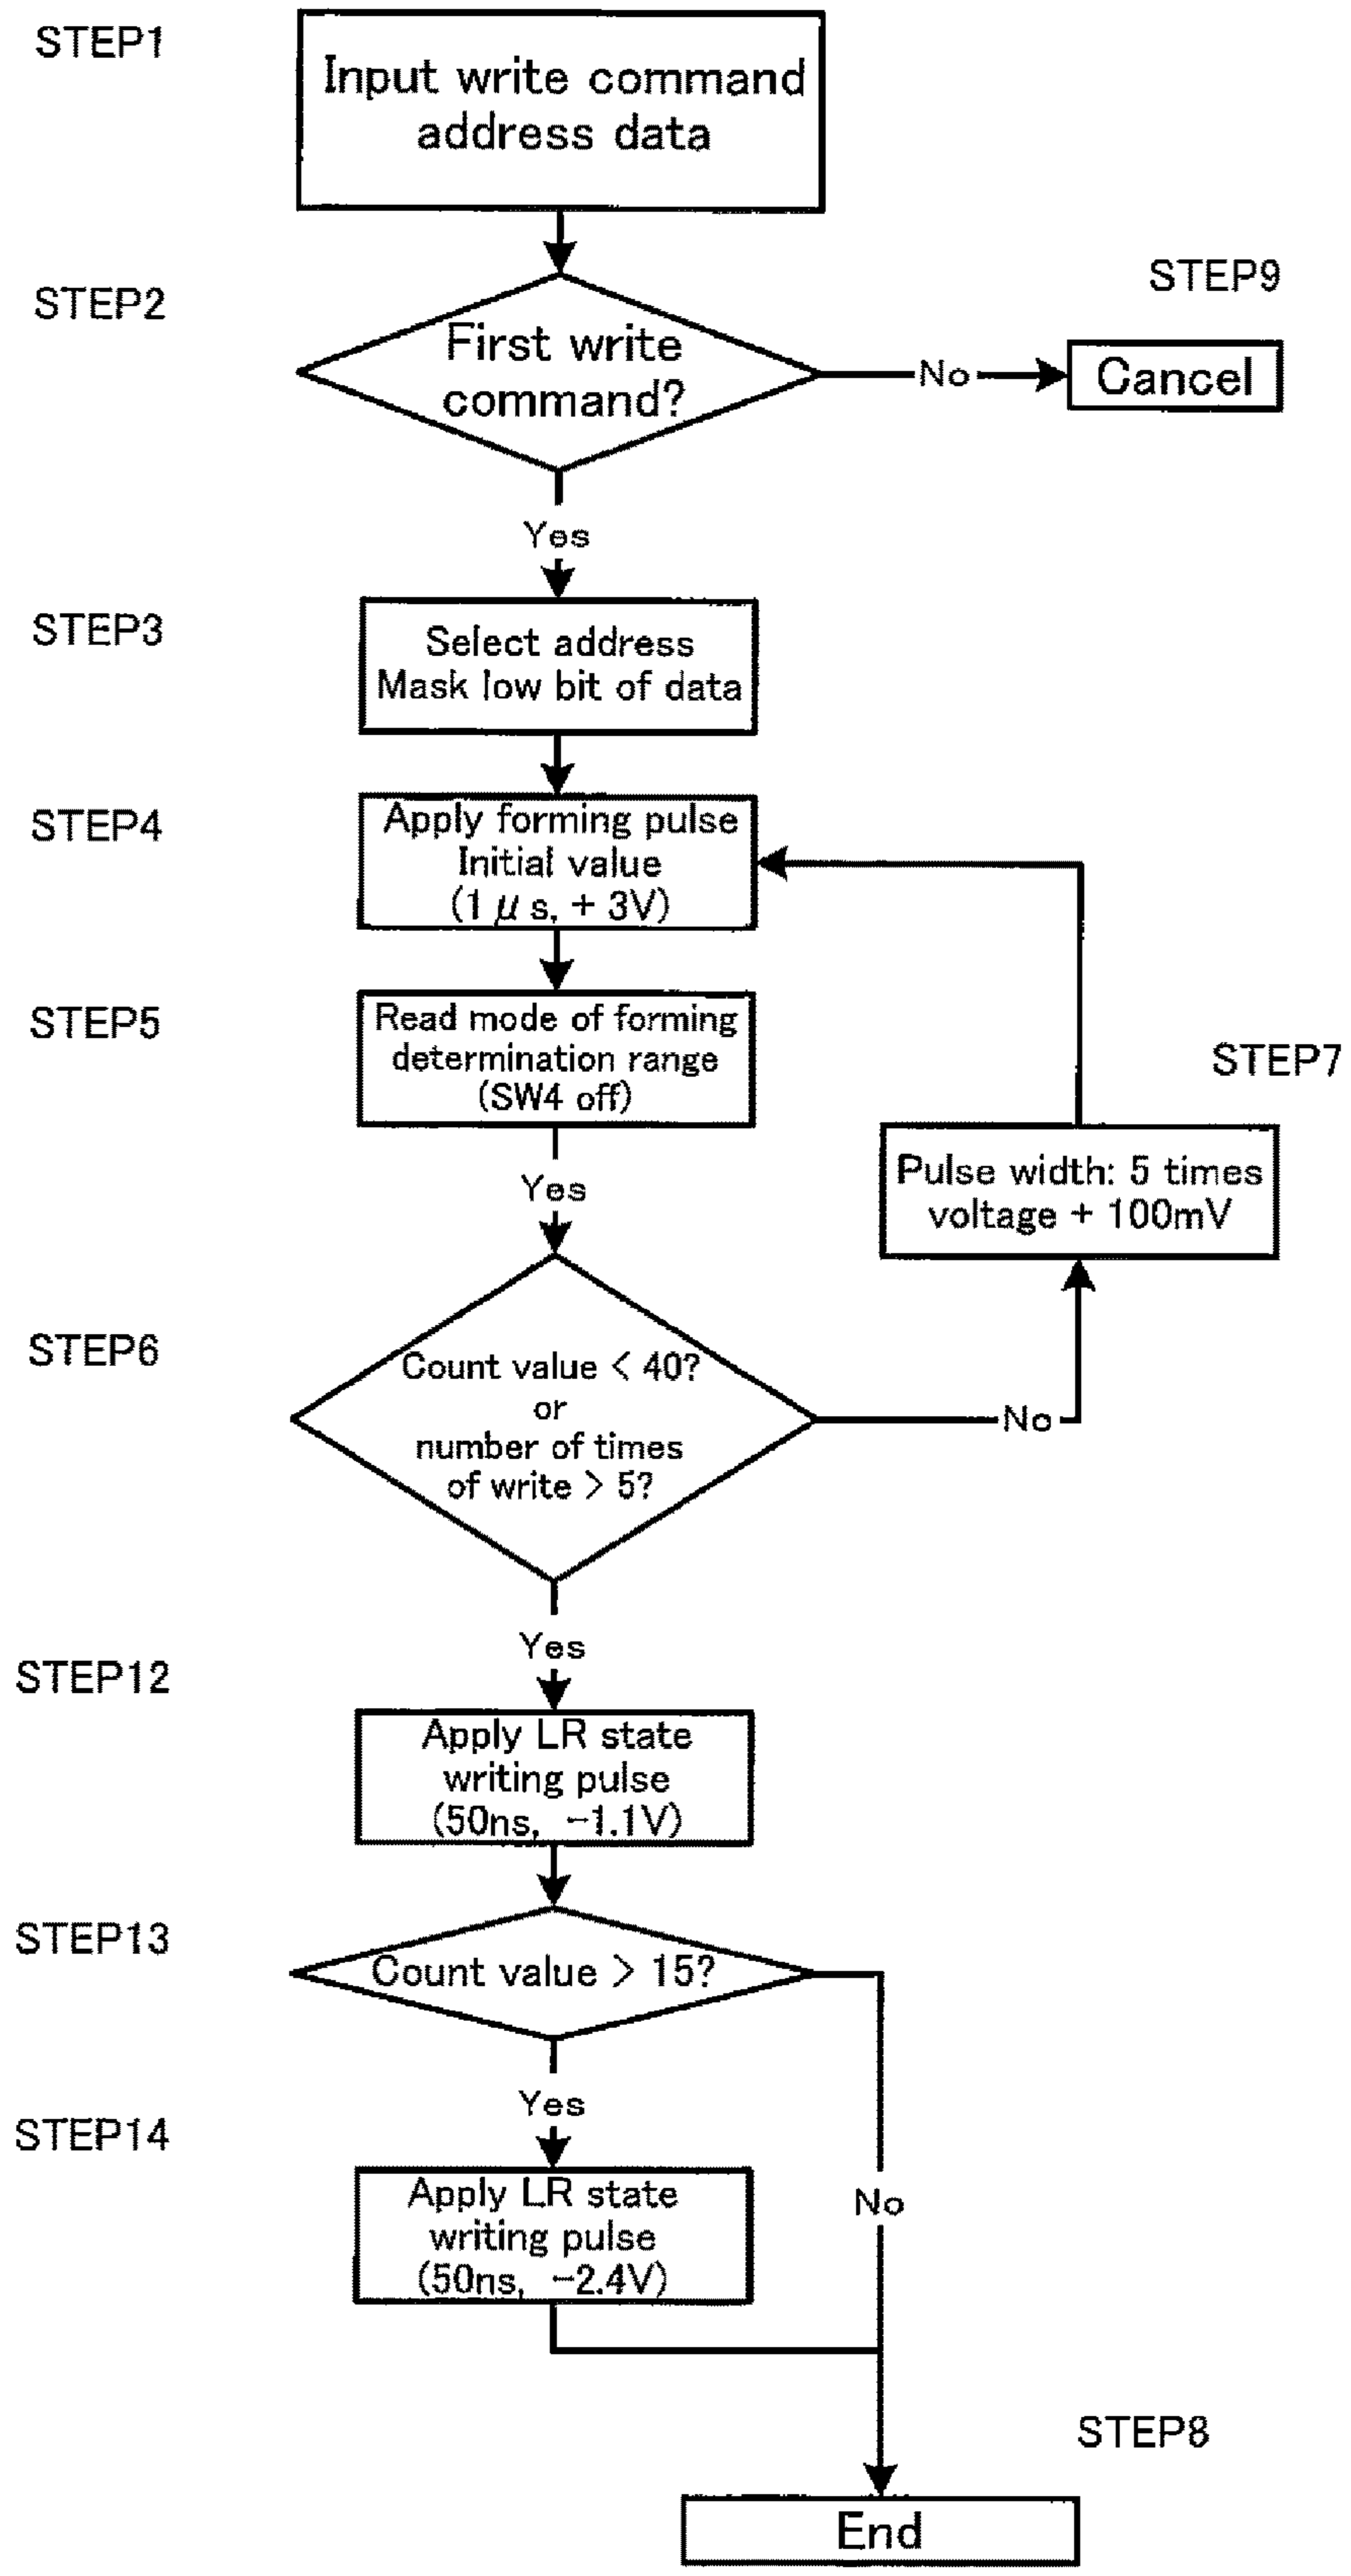 STEP1
Input write command
address data
STEP2
First write
command?
No
STEP9
Cancel
Yes
STEP3
Select address
Mask low bit of data
STEP4
Apply forming pulse
Initial value
(1 μs, + 3V)
STEP5
Read mode of forming
determination range
(SW4 off)
STEP7
Pulse width: 5 times
voltage + 100mV
Yes
STEP6
Count value < 40?
or
number of times
of write > 5?
No
Yes
STEP12
Apply LR state
writing pulse
(50ns, -1.1V)
STEP13
Count value > 15?
Yes
No
STEP14
Apply LR state
writing pulse
(50ns, -2.4V)
STEP8
End